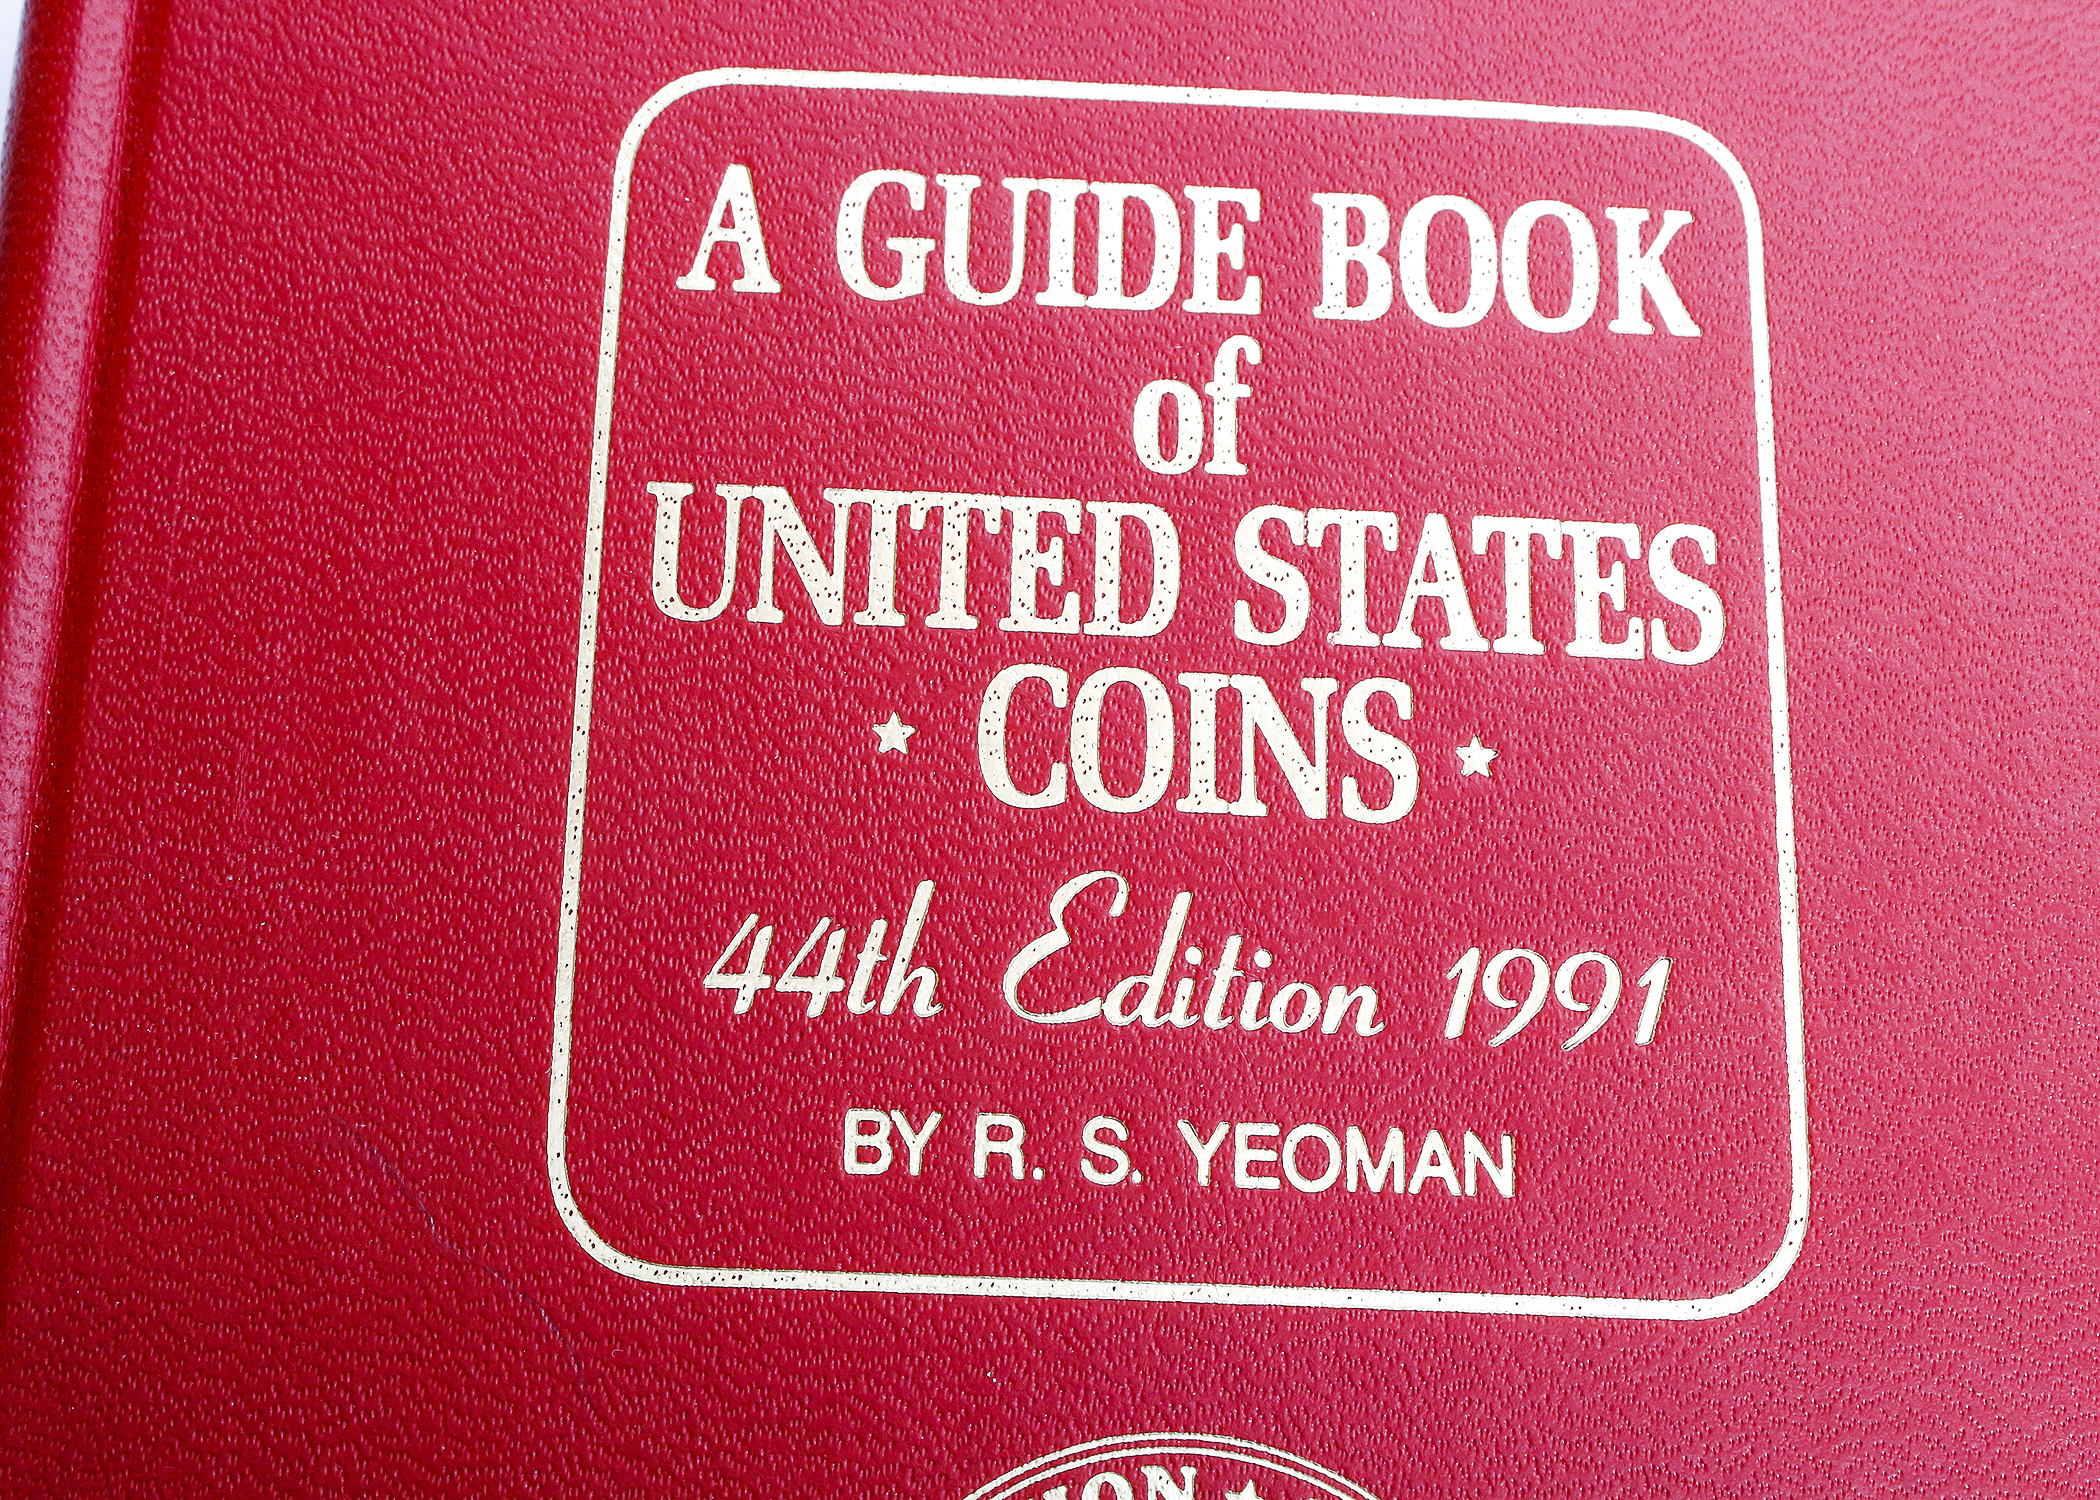 A GUIDE BOOK
of
UNITED STATES
★ COINS ★
44th Edition 1991
BY R. S. YEOMAN